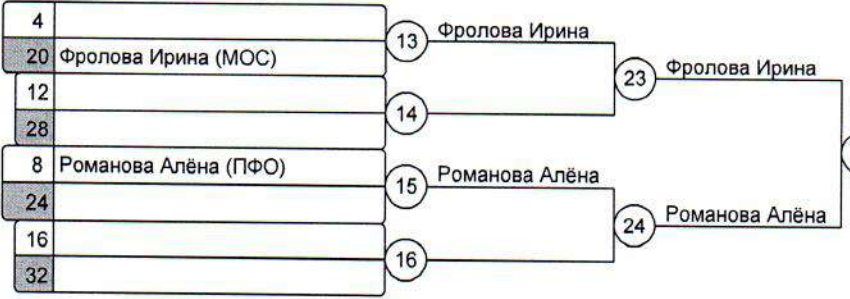 4
20 Фролова Ирина (МОС)
12
28
8 Романова Алёна (ПФО)
24
16
32
13 Фролова Ирина
14
15 Романова Алёна
16
23 Фролова Ирина
24 Романова Алёна